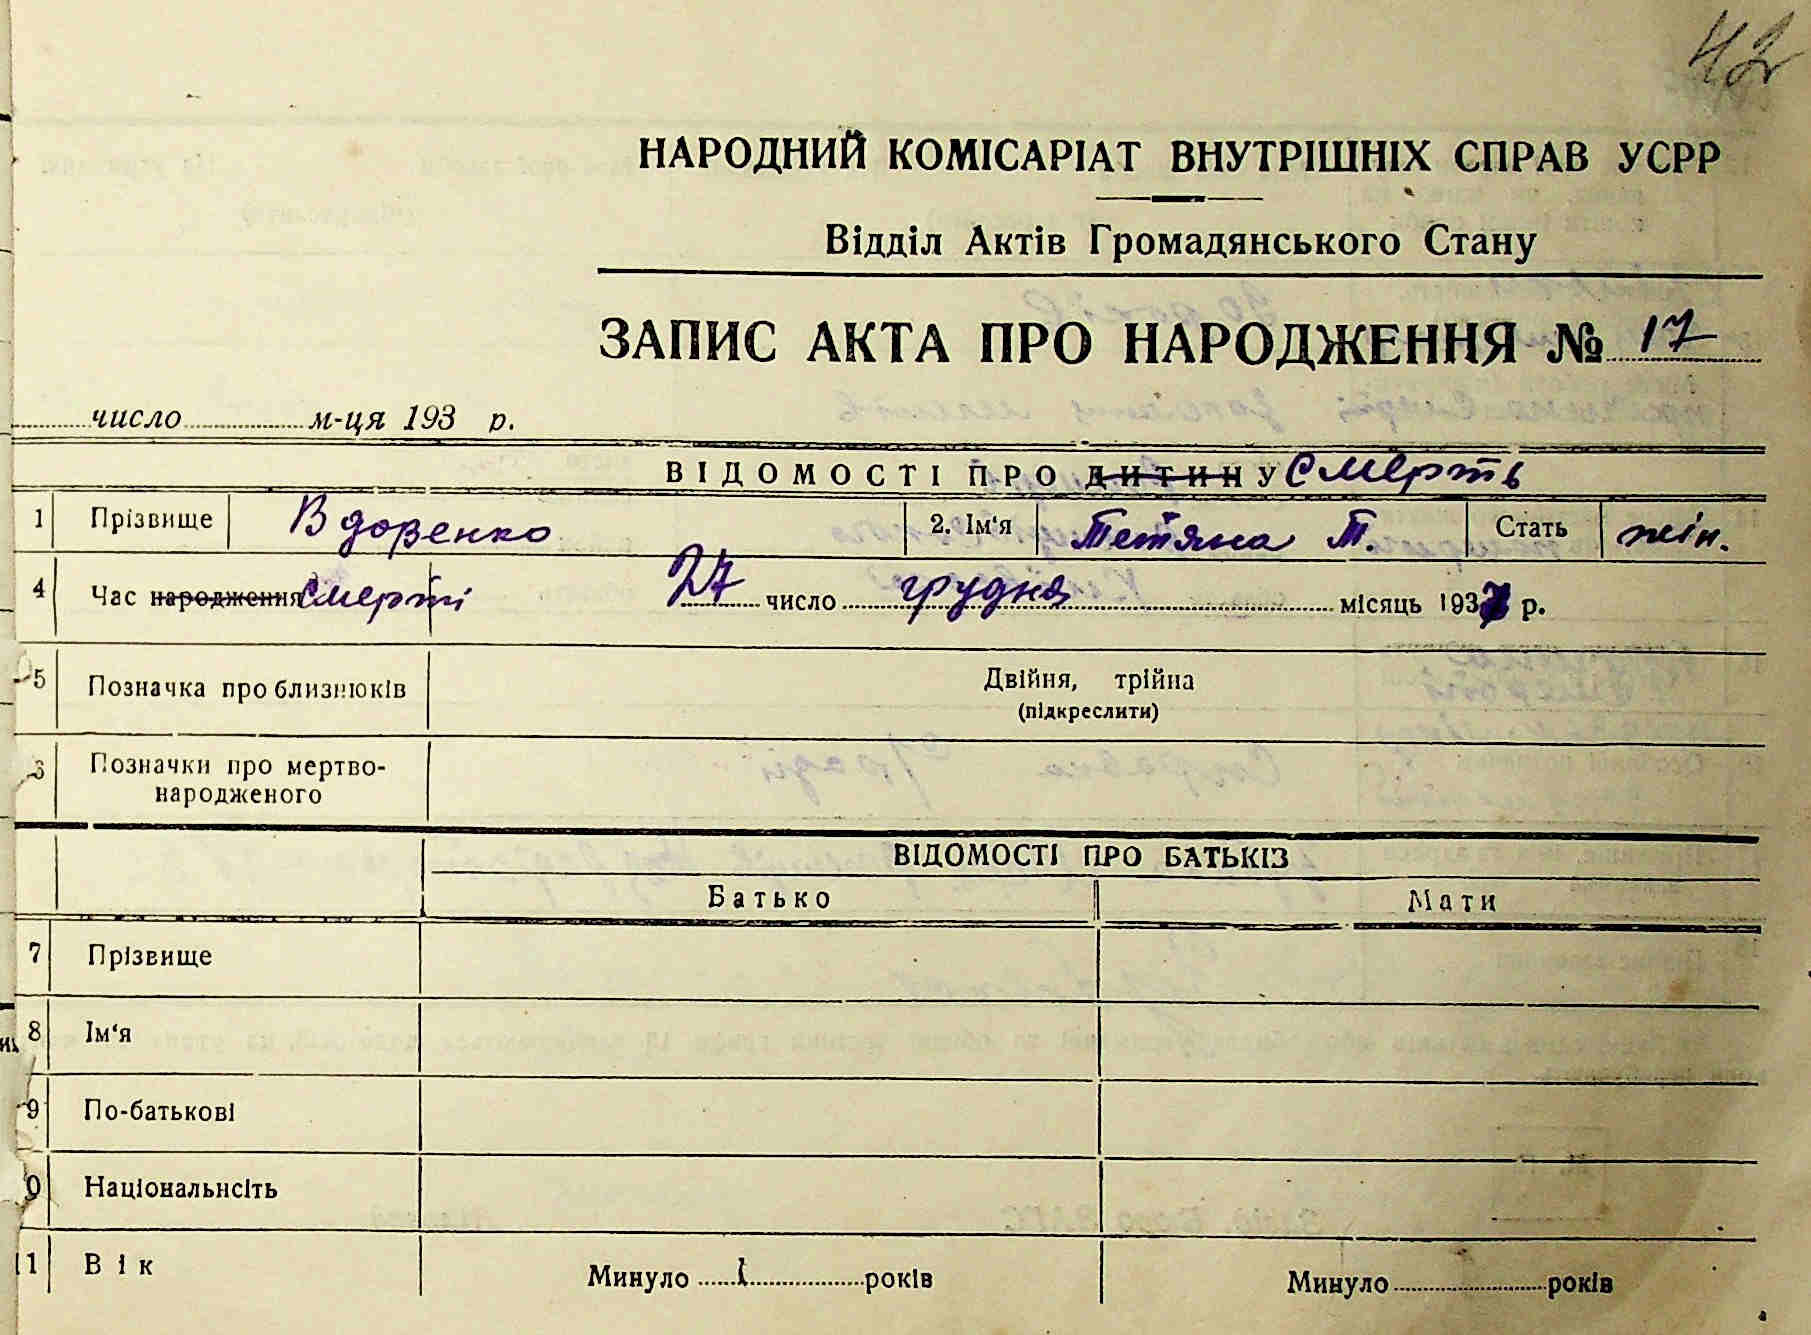 42
НАРОДНИЙ КОМІСАРІАТ ВНУТРІШНІХ СПРАВ УСРР
Відділ Актів Громадянського Стану
ЗАПИС АКТА ПРО НАРОДЖЕННЯ № 17
число м-ця 193 р.
ВІДОМОСТІ ПРО ДИТИНУ Смерть
1 Прізвище Вдовенко 2. Ім'я Тетяна Т. Стать жін.
4 Час народження Смерті 27 число грудня місяць 193 р.
5 Позначка про близнюків Двійня, трійна
(підкреслити)
6 Позначки про мертво-
народженого
ВІДОМОСТІ ПРО БАТЬКІВ
Батько Мати
7 Прізвище
8 Ім'я
9 По-батькові
0 Національнсіть
11 Вік Минуло 1 років Минуло років